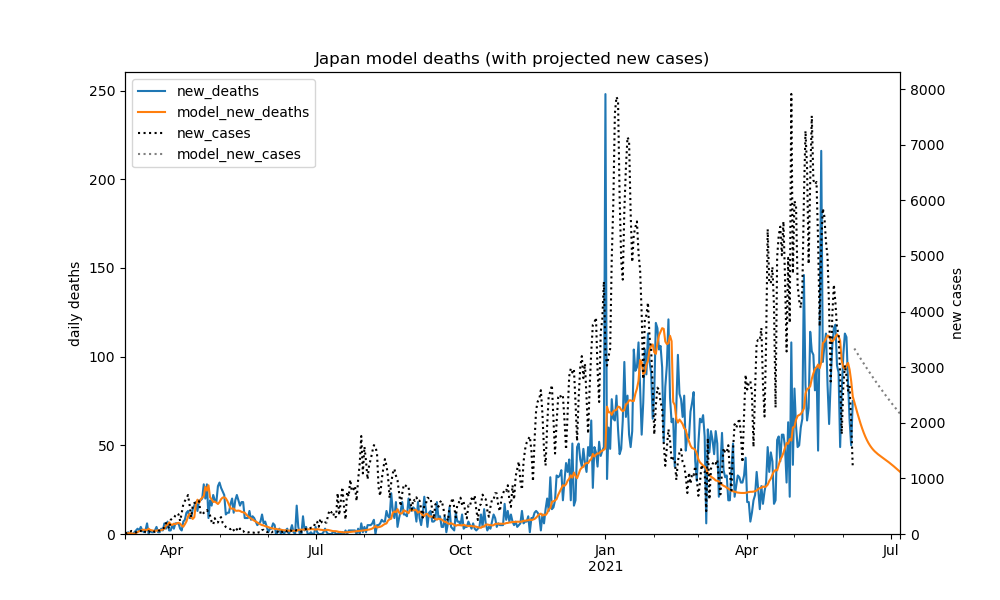 Japan model deaths (with projected new cases)
new_deaths
model_new_deaths
new_cases
model_new_cases
daily deaths
250
200
150
100
50
0
8000
7000
6000
5000
4000
3000
2000
1000
0
new cases
Apr
Jul
Oct
Jan
2021
Apr
Jul